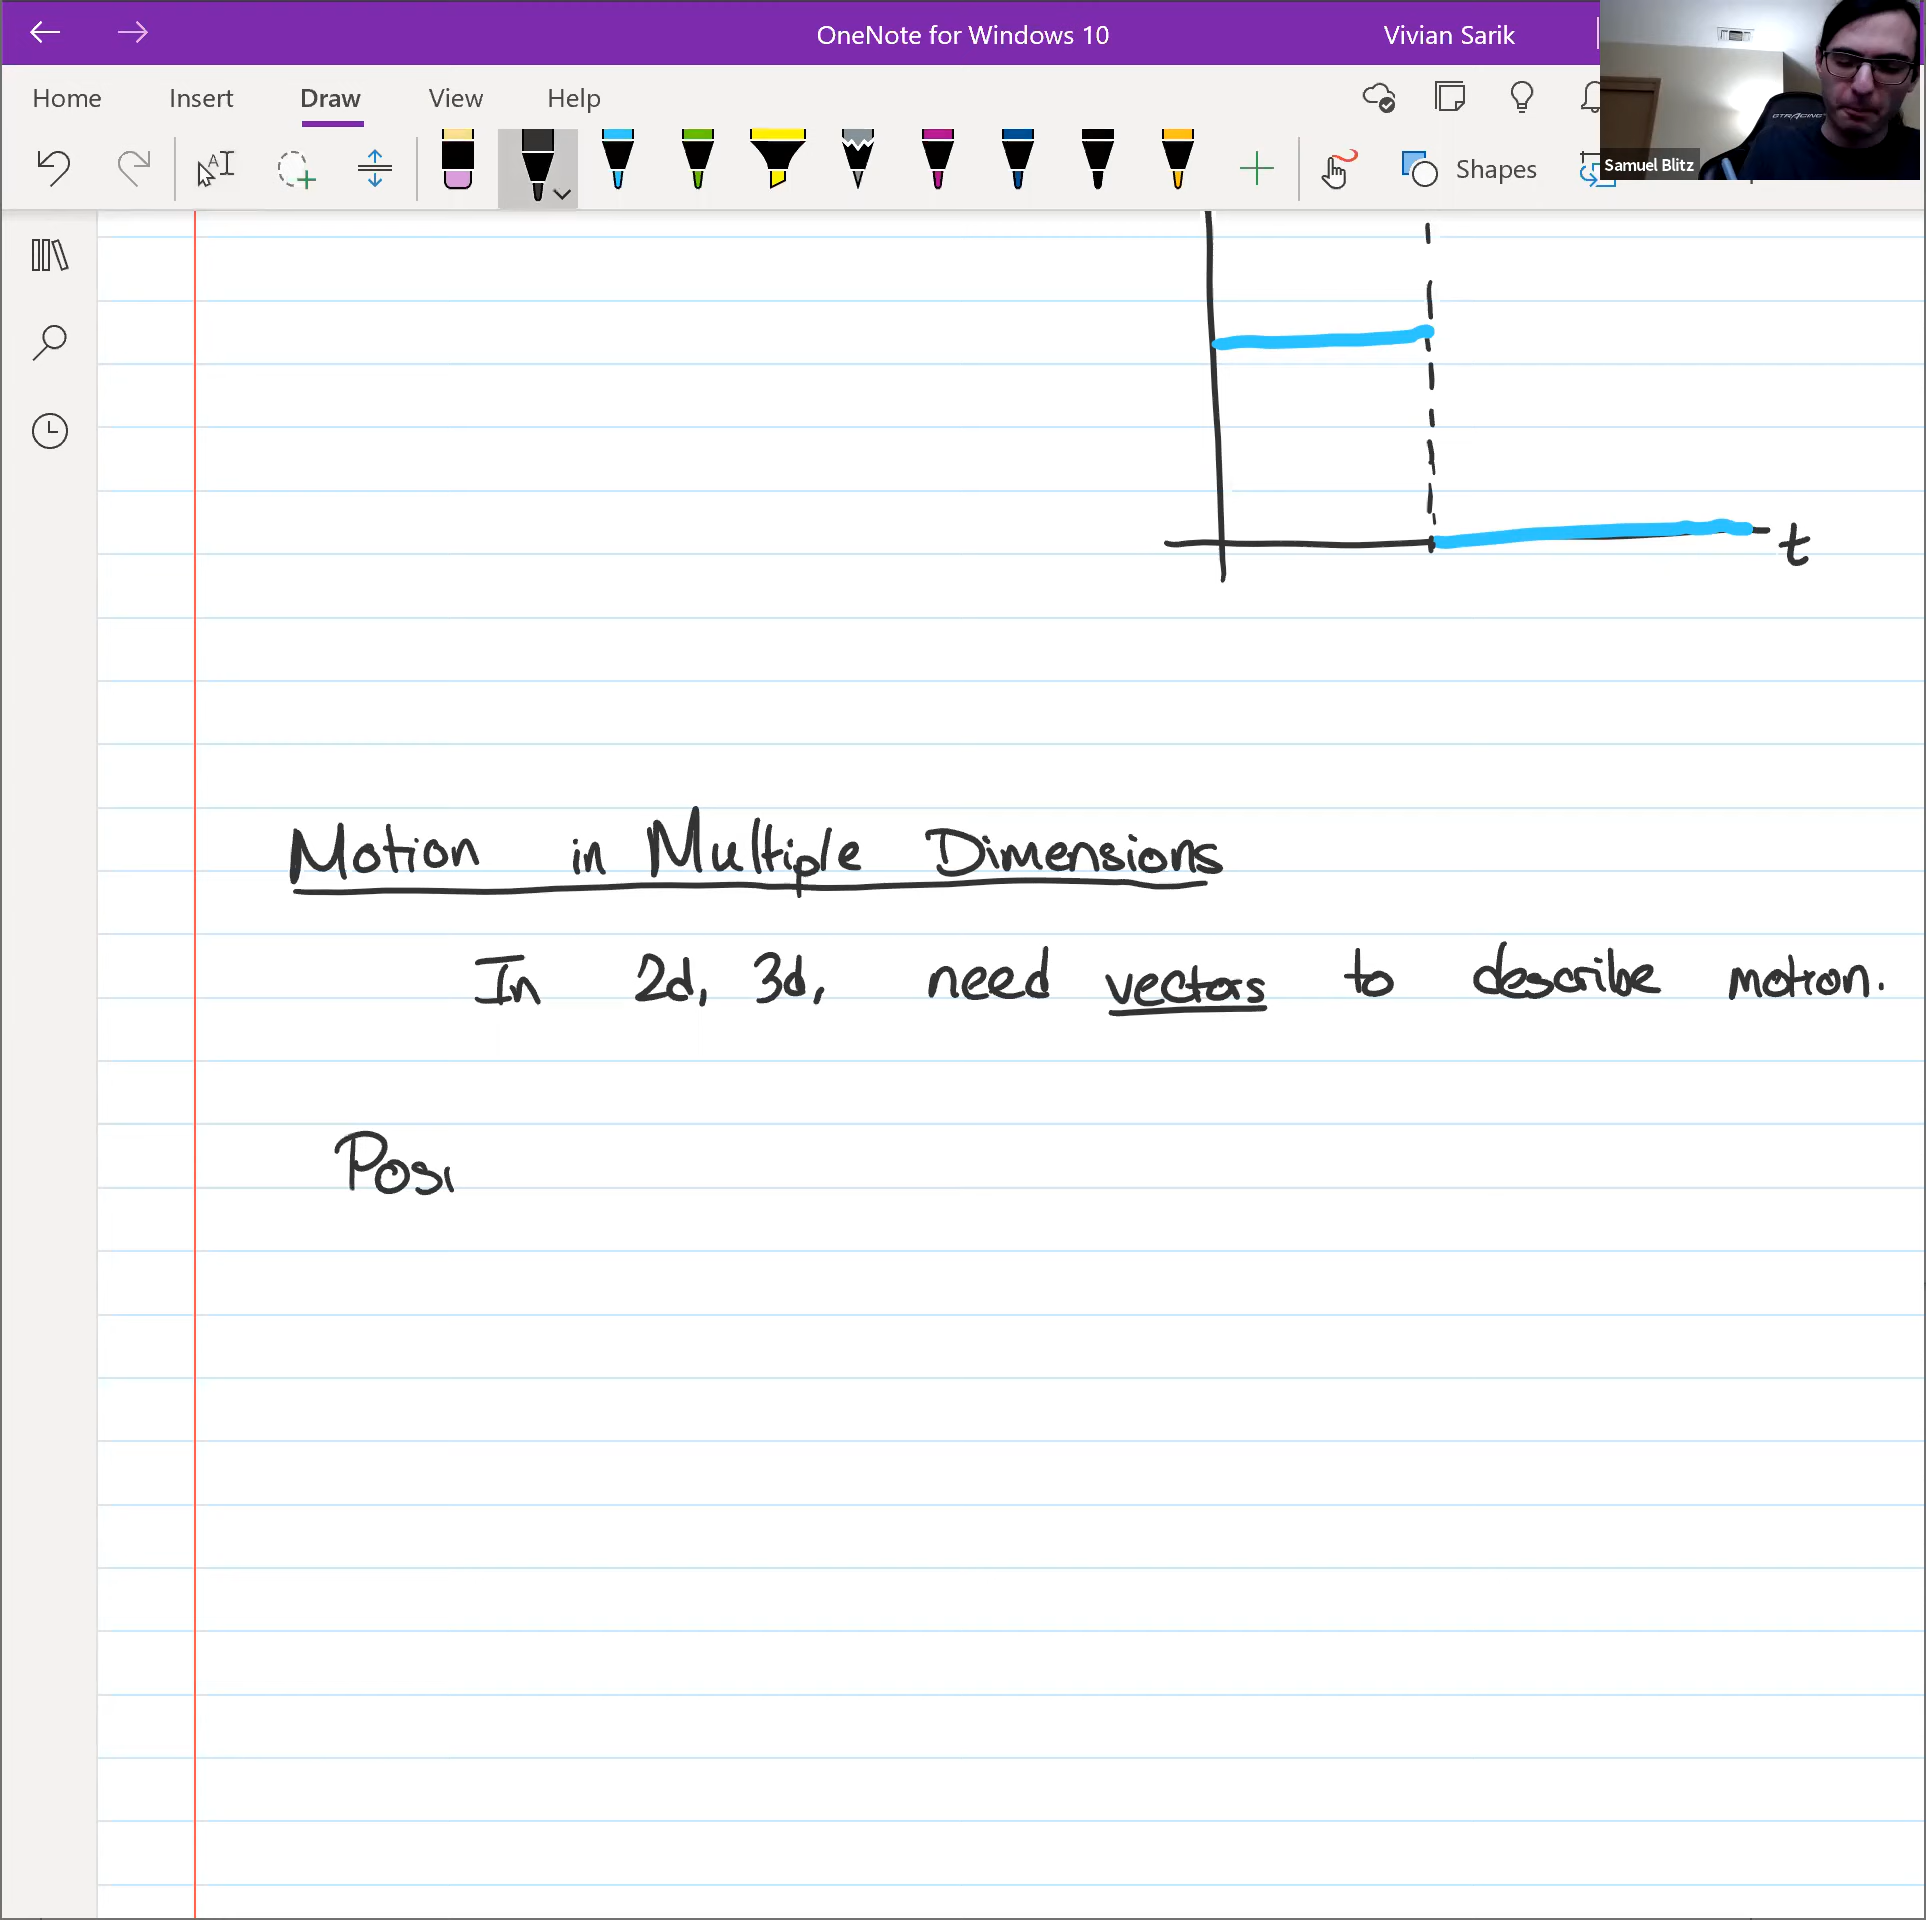 OneNote for Windows 10 Vivian Sarik
Home Insert Draw View Help
Shapes
GTRACING
Samuel Blitz
t
Motion in Multiple Dimensions
In 2d, 3d, need vectors to describe motion.
Posi